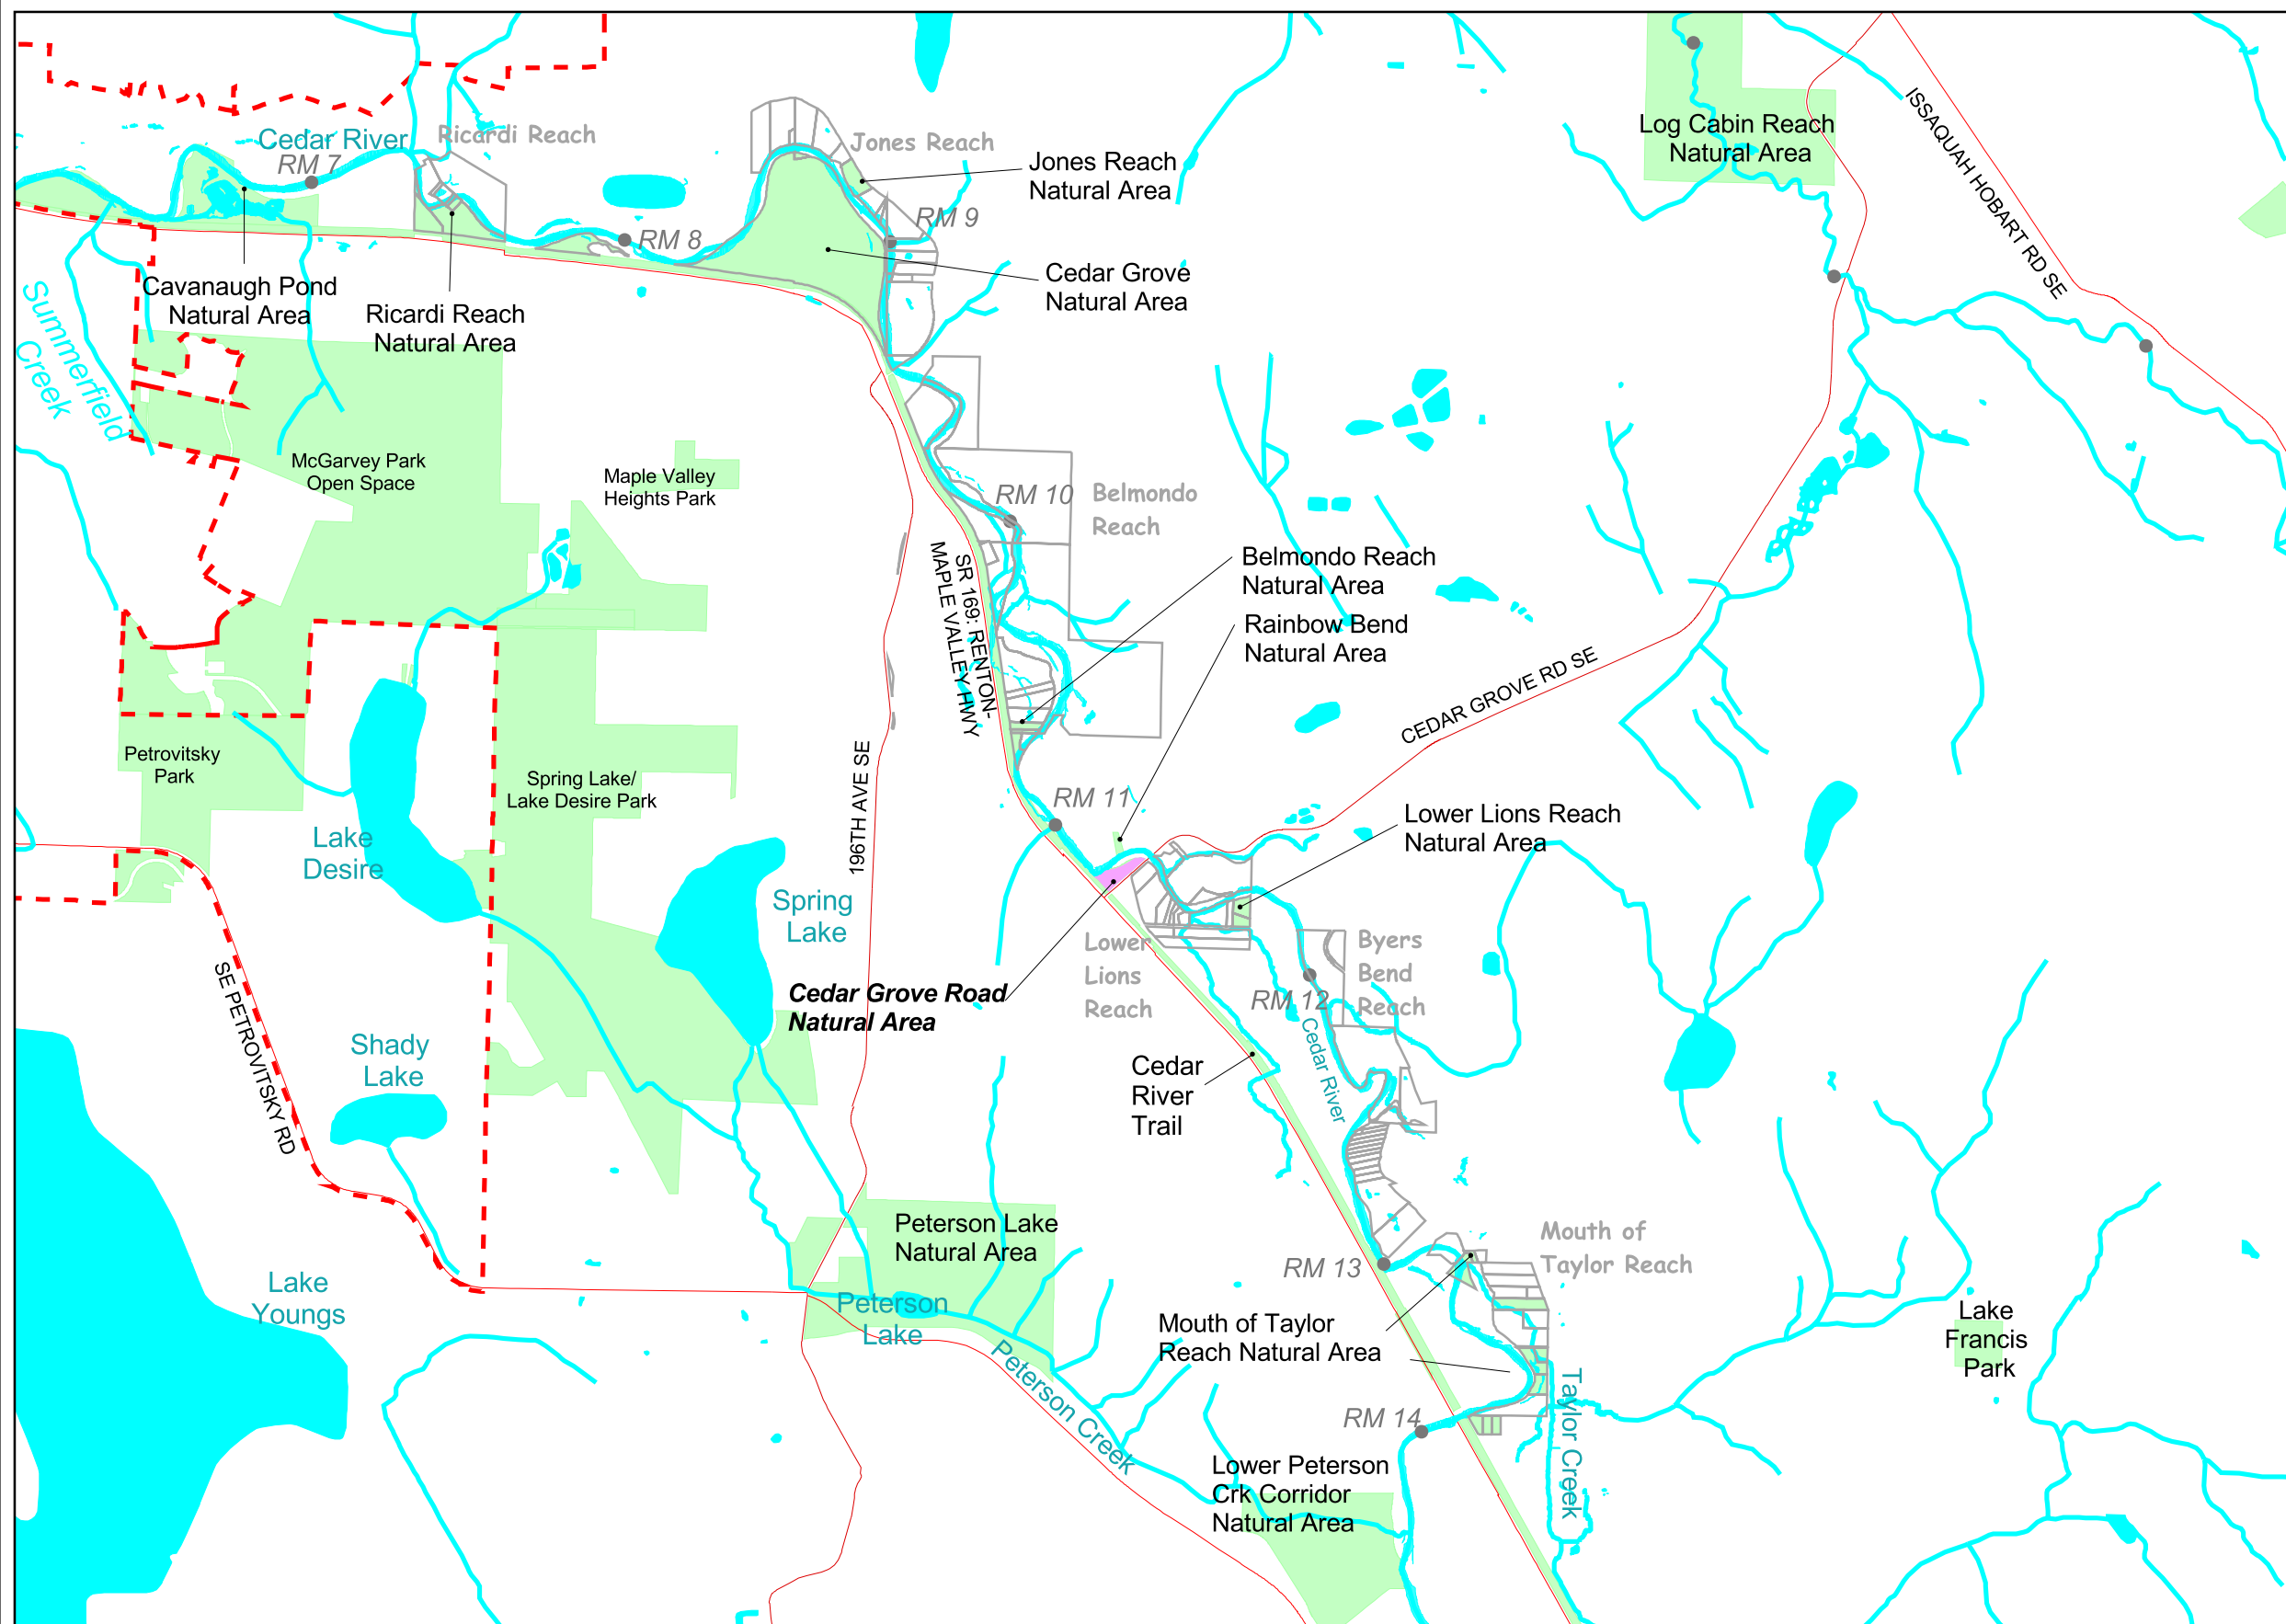 Cedar River
RM 7
Ricardi Reach
Jones Reach
Jones Reach
Natural Area
RM 9
RM 8
Cedar Grove
Natural Area
Log Cabin Reach
Natural Area
ISSAQUAH HOBART RD SE
Cavanaugh Pond
Natural Area
Ricardi Reach
Natural Area
Summerfield
Creek
McGarvey Park
Open Space
Maple Valley
Heights Park
RM 10
Belmondo
Reach
SR 169: RENTON-
MAPLE VALLEY HWY
Belmondo Reach
Natural Area
Rainbow Bend
Natural Area
CEDAR GROVE RD SE
Petrovitsky
Park
Spring Lake/
Lake Desire Park
196TH AVE SE
RM 11
Lower Lions Reach
Natural Area
Lake
Desire
Spring
Lake
Lower
Lions
Reach
Byers
Bend
Reach
Cedar Grove Road
Natural Area
RM 12
Cedar River
SE PETROVITSKY RD
Shady
Lake
Cedar
River
Trail
Peterson Lake
Natural Area
Mouth of
Taylor Reach
RM 13
Lake
Youngs
Peterson
Lake
Mouth of Taylor
Reach Natural Area
Lake
Francis
Park
Peterson Creek
Taylor Creek
RM 14
Lower Peterson
Crk Corridor
Natural Area